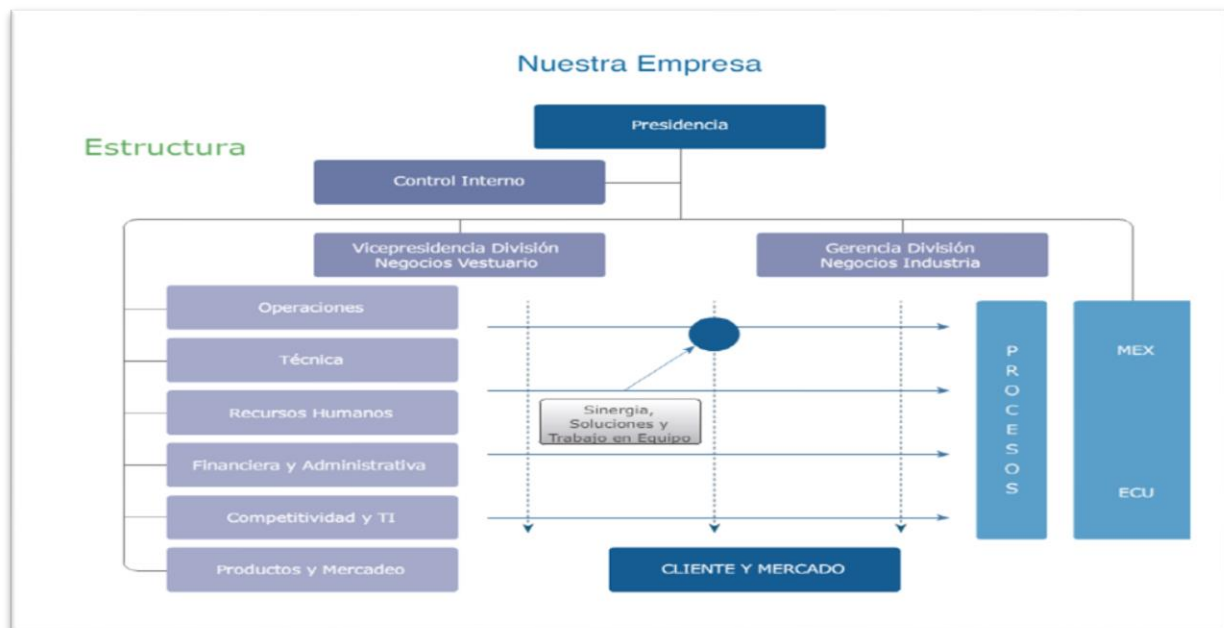 Nuestra Empresa
Presidencia
Estructura
Control Interno
Vicepresidencia División
Negocios Vestuario
Gerencia División
Negocios Industria
Operaciones
Técnica
Recursos Humanos
Financiera y Administrativa
Competitividad y TI
Productos y Mercadeo
Sinergia,
Soluciones y
Trabajo en Equipo
PROCESOS
MEX
ECU
CLIENTE Y MERCADO